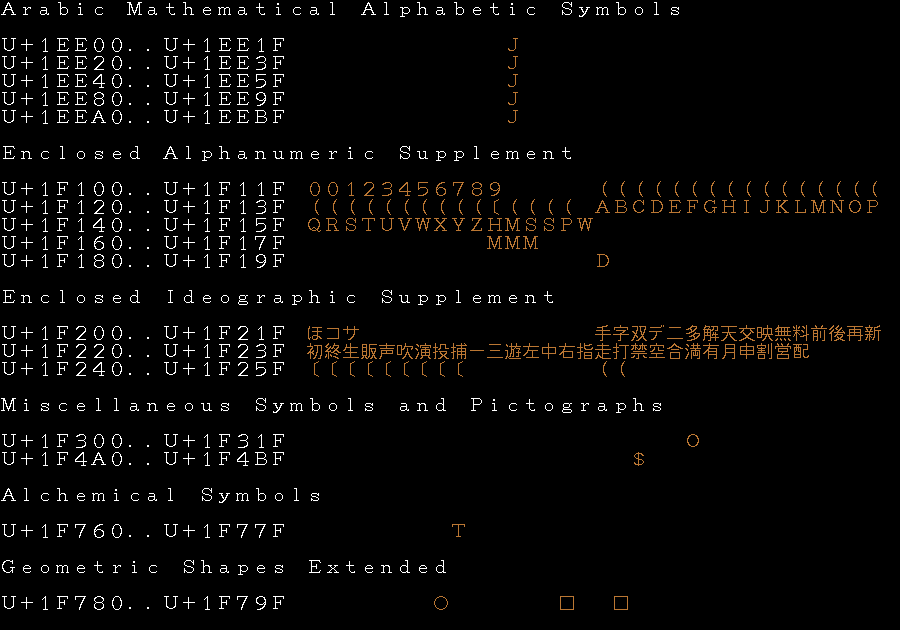 Arabic Mathematical Alphabetic Symbols
U+1EE00..U+1EE1F J
U+1EE20..U+1EE3F J
U+1EE40..U+1EE5F J
U+1EE80..U+1EE9F J
U+1EEA0..U+1EEBF J
Enclosed Alphanumeric Supplement
U+1F100..U+1F11F 00123456789 ((((((((((((((((
U+1F120..U+1F13F ((((((((((〔(((( ABCDEFGHIJKLMNOP
U+1F140..U+1F15F QRSTUVWXYZHMSSPW
U+1F160..U+1F17F MMM
U+1F180..U+1F19F D
Enclosed Ideographic Supplement
U+1F200..U+1F21F ほコサ 手字双デ二多解天交映無料前後再新
U+1F220..U+1F23F 初終生販声吹演投捕一三遊左中右指走打禁空合満有月申割営配
U+1F240..U+1F25F 〔〔〔〔〔〔〔〔〔 ((
Miscellaneous Symbols and Pictographs
U+1F300..U+1F31F O
U+1F4A0..U+1F4BF $
Alchemical Symbols
U+1F760..U+1F77F T
Geometric Shapes Extended
U+1F780..U+1F79F ○ □ □